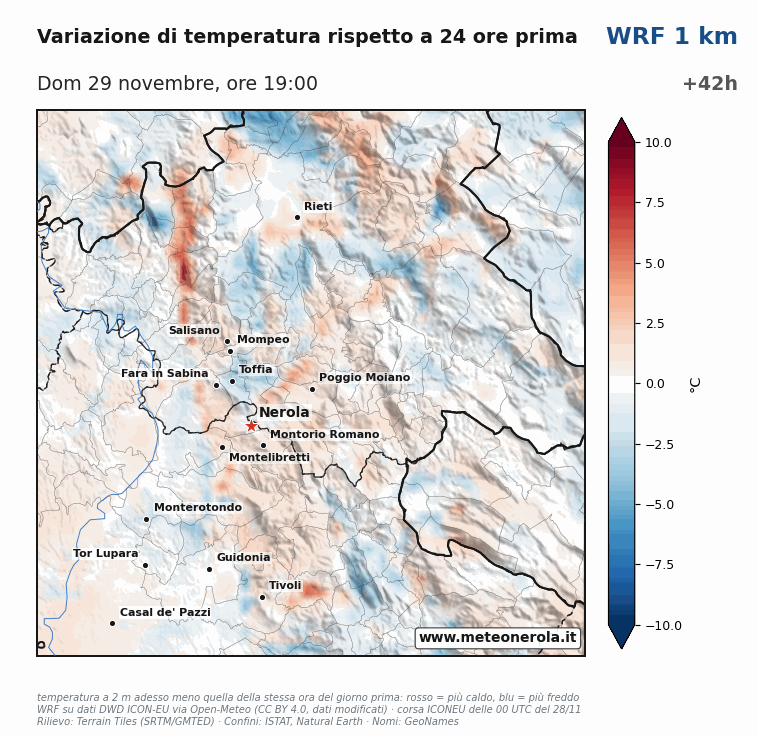 Variazione di temperatura rispetto a 24 ore prima
WRF 1 km
Dom 29 novembre, ore 19:00
+42h
Rieti
Salisano
Mompeo
Fara in Sabina
Toffia
Poggio Moiano
Nerola
Montorio Romano
Montelibretti
Monterotondo
Tor Lupara
Guidonia
Tivoli
Casal de' Pazzi
www.meteonerola.it
10.0
7.5
5.0
2.5
0.0
−2.5
−5.0
−7.5
−10.0
°C
temperatura a 2 m adesso meno quella della stessa ora del giorno prima: rosso = più caldo, blu = più freddo
WRF su dati DWD ICON-EU via Open-Meteo (CC BY 4.0, dati modificati) · corsa ICONEU delle 00 UTC del 28/11
Rilievo: Terrain Tiles (SRTM/GMTED) · Confini: ISTAT, Natural Earth · Nomi: GeoNames